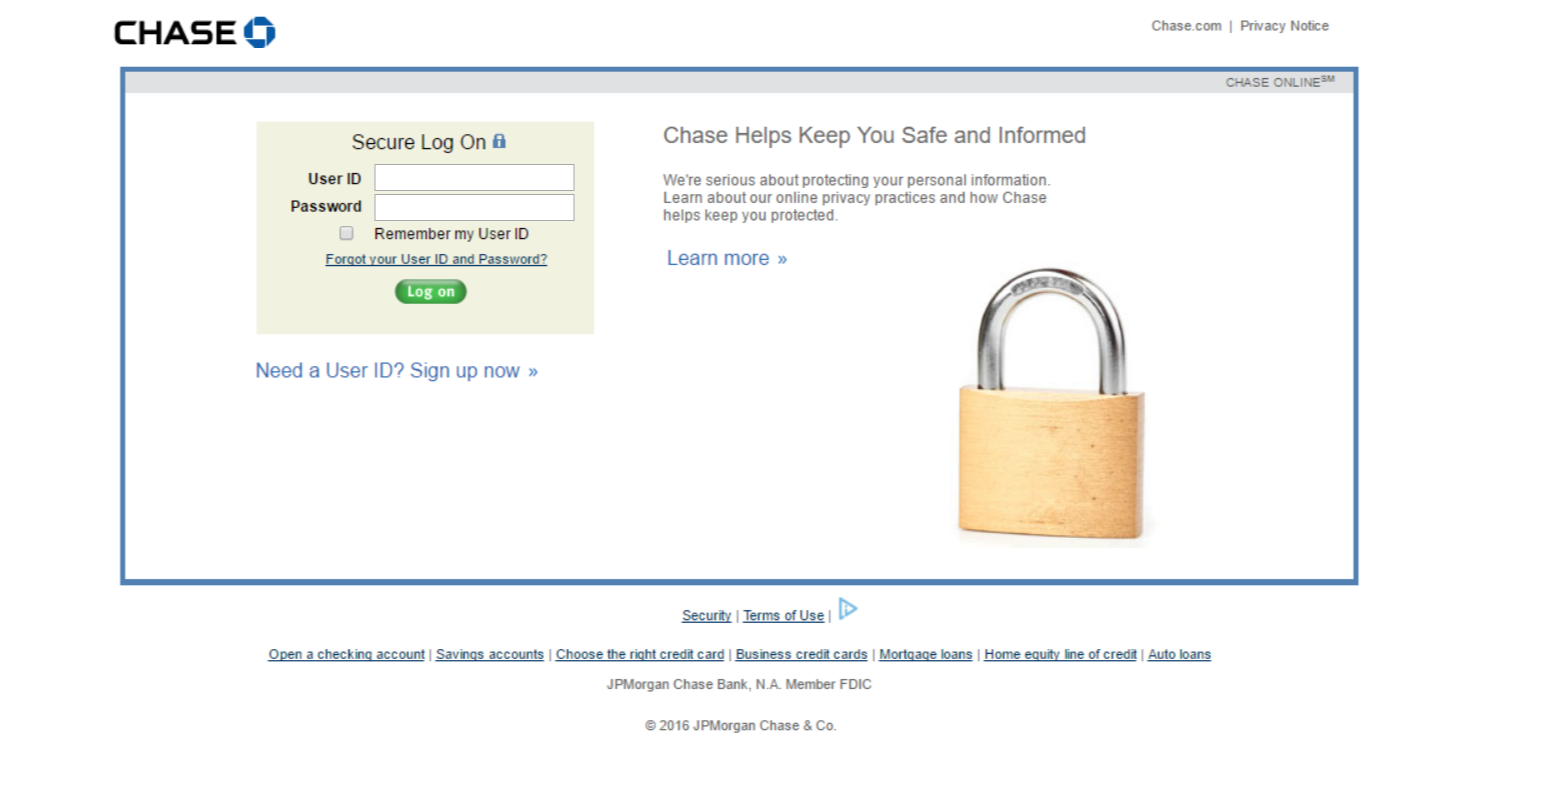 CHASE
Chase.com | Privacy Notice
CHASE ONLINE℠
Secure Log On
User ID
Password
Remember my User ID
Forgot your User ID and Password?
Log on
Need a User ID? Sign up now »
Chase Helps Keep You Safe and Informed
We're serious about protecting your personal information.
Learn about our online privacy practices and how Chase
helps keep you protected.
Learn more »
Security | Terms of Use |
Open a checking account | Savings accounts | Choose the right credit card | Business credit cards | Mortgage loans | Home equity line of credit | Auto loans
JPMorgan Chase Bank, N.A. Member FDIC
© 2016 JPMorgan Chase & Co.